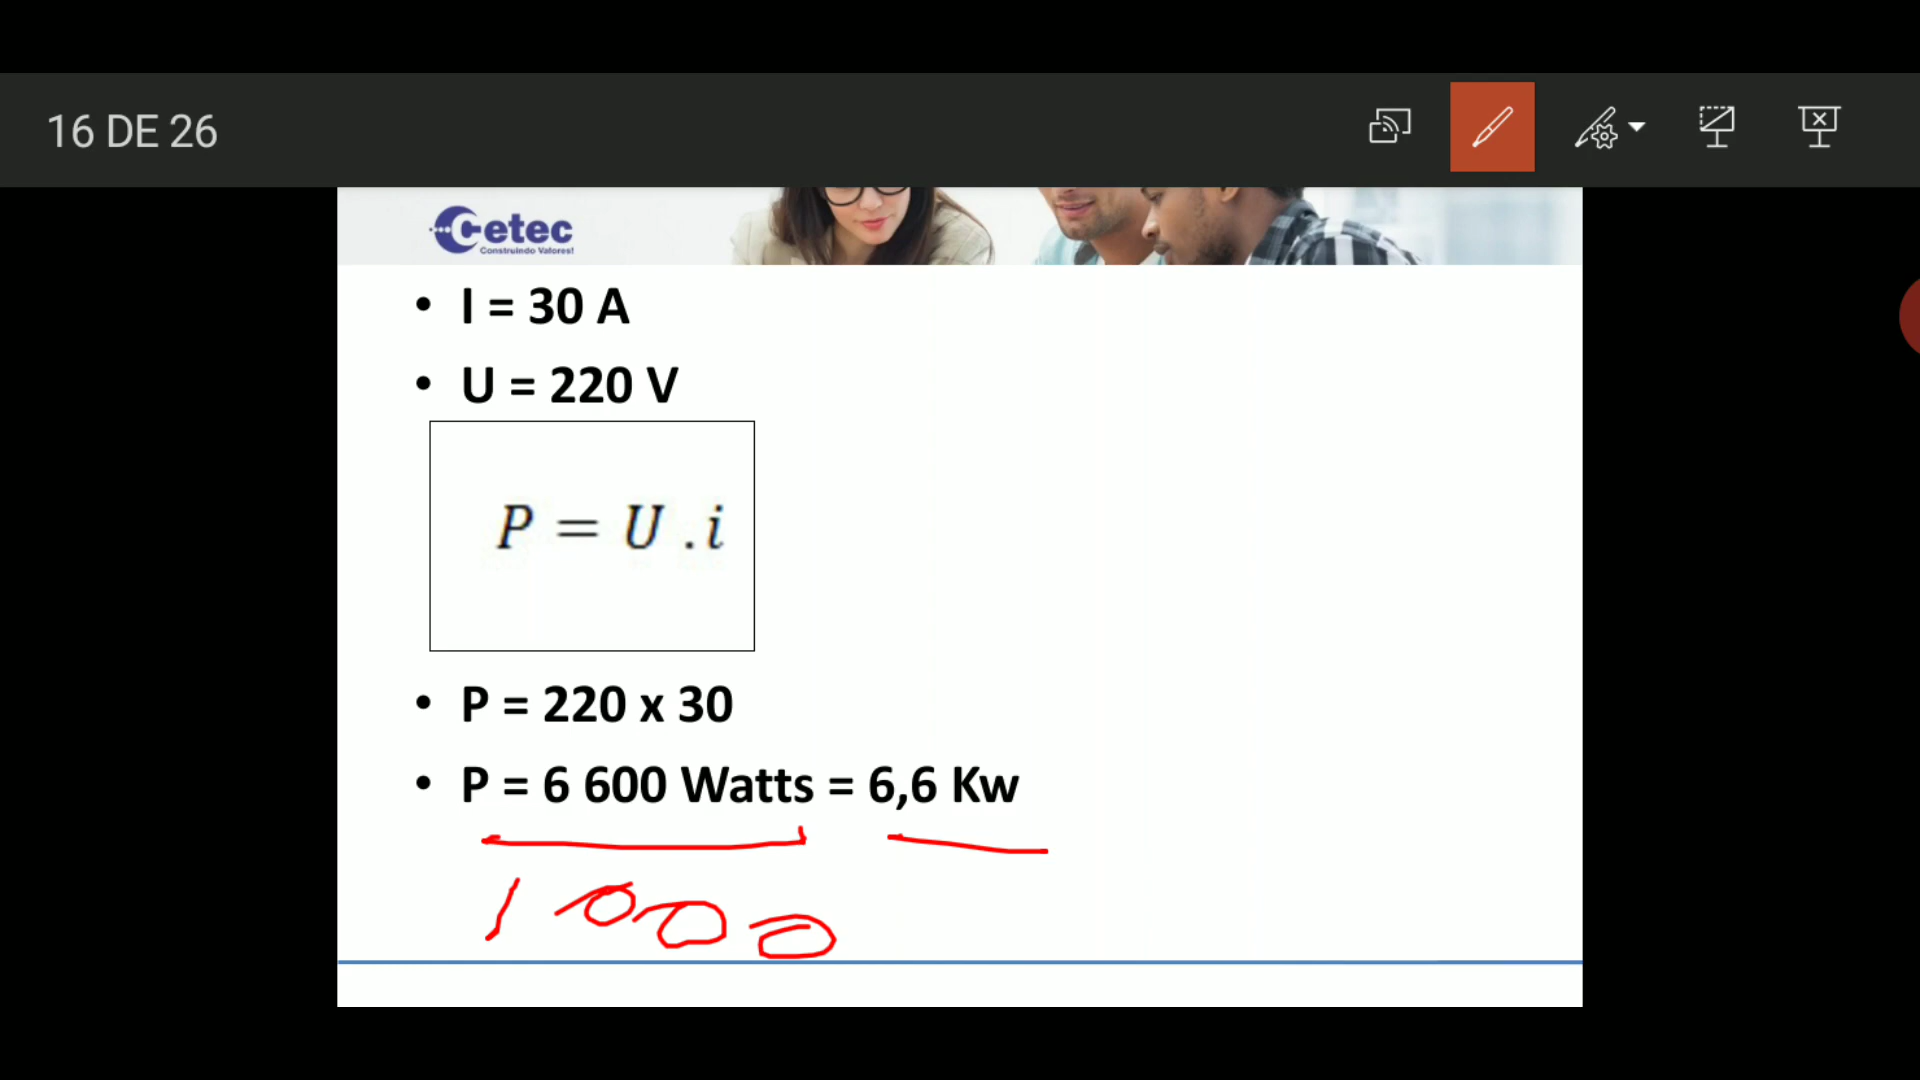 16 DE 26
Cetec
Construindo Valores!
• I = 30 A
• U = 220 V
P = U . i
• P = 220 x 30
• P = 6 600 Watts = 6,6 Kw
1000